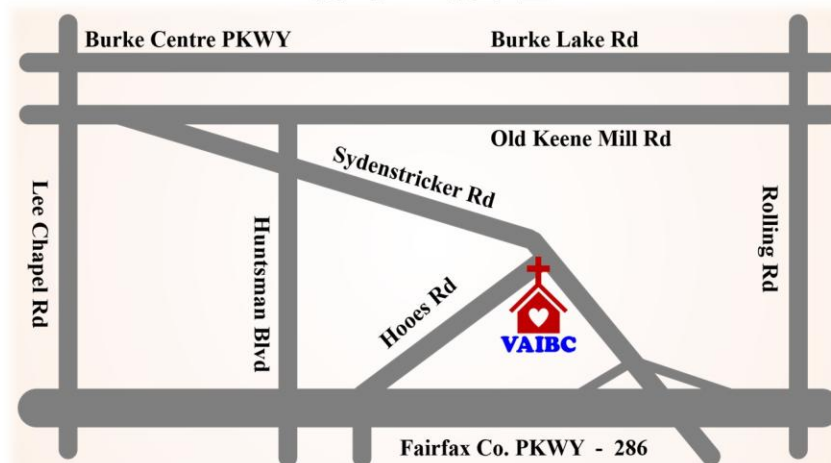 Burke Centre PKWY
Burke Lake Rd
Old Keene Mill Rd
Sydenstricker Rd
Lee Chapel Rd
Huntsman Blvd
Hooes Rd
Rolling Rd
VAIBC
Fairfax Co. PKWY - 286